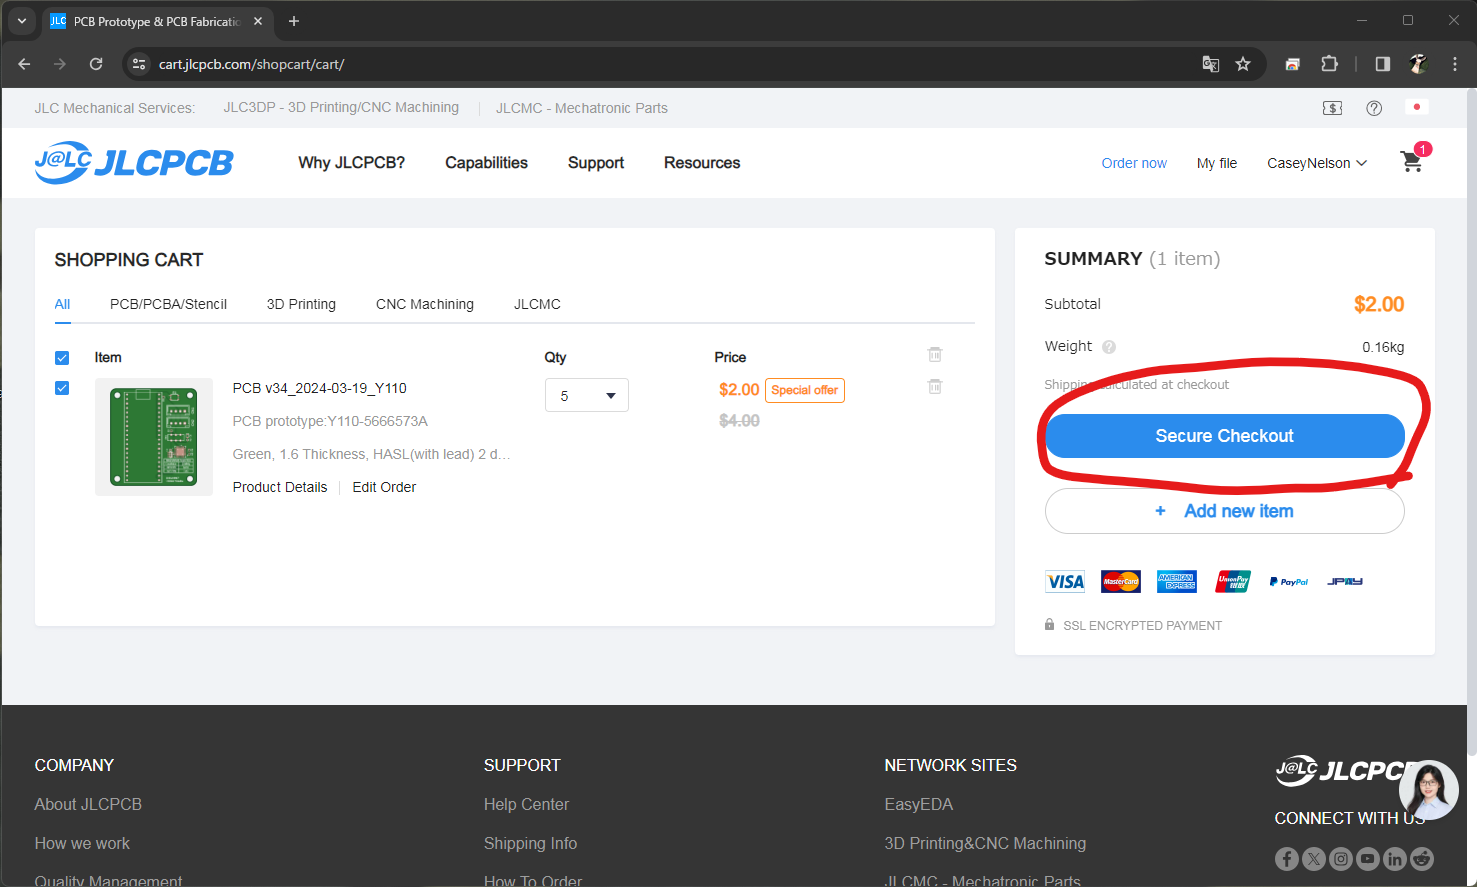 PCB Prototype & PCB Fabricatio
cart.jlcpcb.com/shopcart/cart/
JLC Mechanical Services: JLC3DP - 3D Printing/CNC Machining JLCMC - Mechatronic Parts
J@LC JLCPCB Why JLCPCB? Capabilities Support Resources Order now My file CaseyNelson 1
SHOPPING CART
All PCB/PCBA/Stencil 3D Printing CNC Machining JLCMC
Item Qty Price
PCB v34_2024-03-19_Y110 5 $2.00 Special offer
PCB prototype:Y110-5666573A $4.00
Green, 1.6 Thickness, HASL(with lead) 2 d...
Product Details Edit Order
SUMMARY (1 item)
Subtotal $2.00
Weight ? 0.16kg
Shipping calculated at checkout
Secure Checkout
+ Add new item
VISA MasterCard AMERICAN EXPRESS UnionPay PayPal JPAY
SSL ENCRYPTED PAYMENT
COMPANY
About JLCPCB
How we work
Quality Management
SUPPORT
Help Center
Shipping Info
How To Order
NETWORK SITES
EasyEDA
3D Printing&CNC Machining
JLCMC - Mechatronic Parts
J@LC JLCPC
CONNECT WITH US